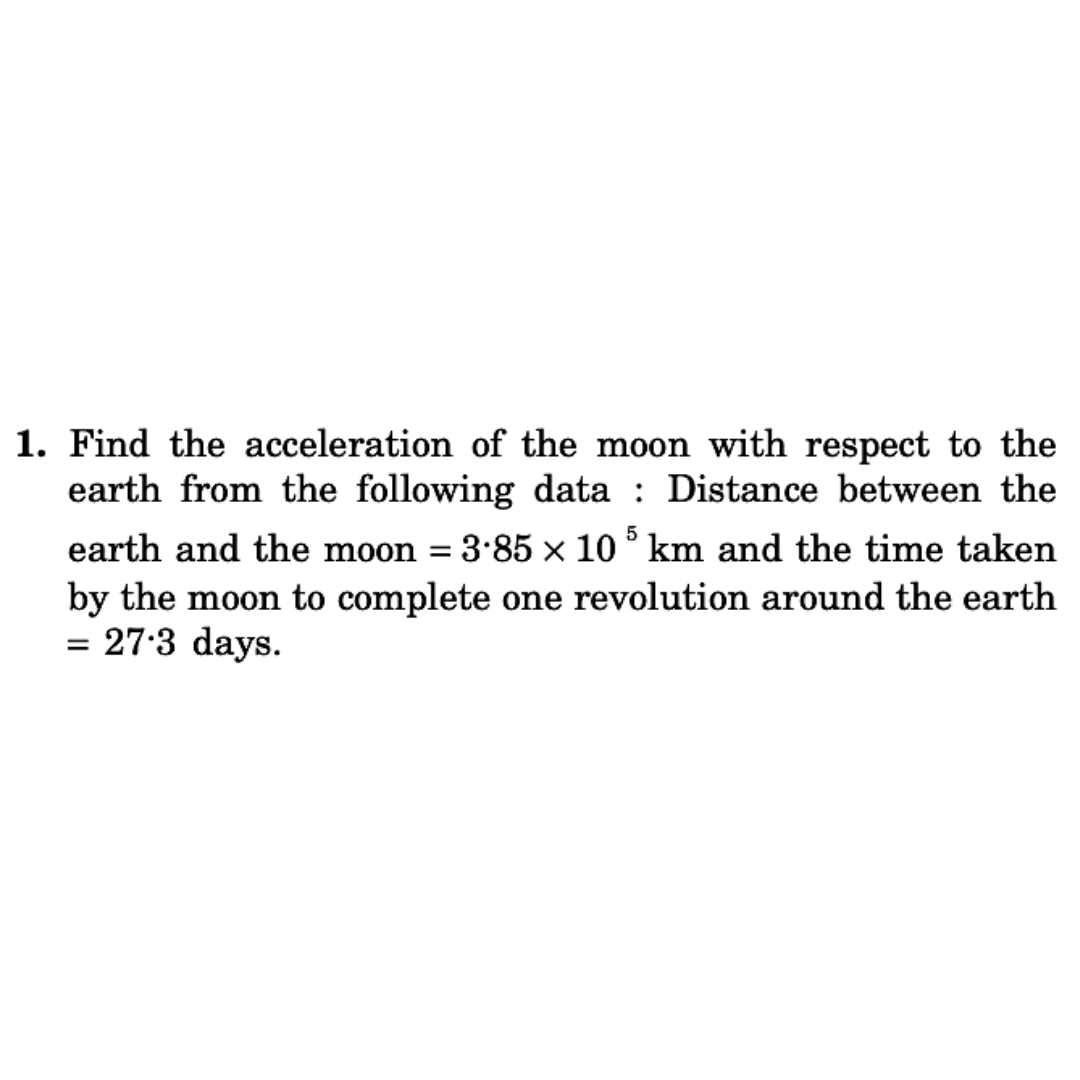 1. Find the acceleration of the moon with respect to the
earth from the following data : Distance between the
earth and the moon = 3·85 × 10 ⁵ km and the time taken
by the moon to complete one revolution around the earth
= 27·3 days.